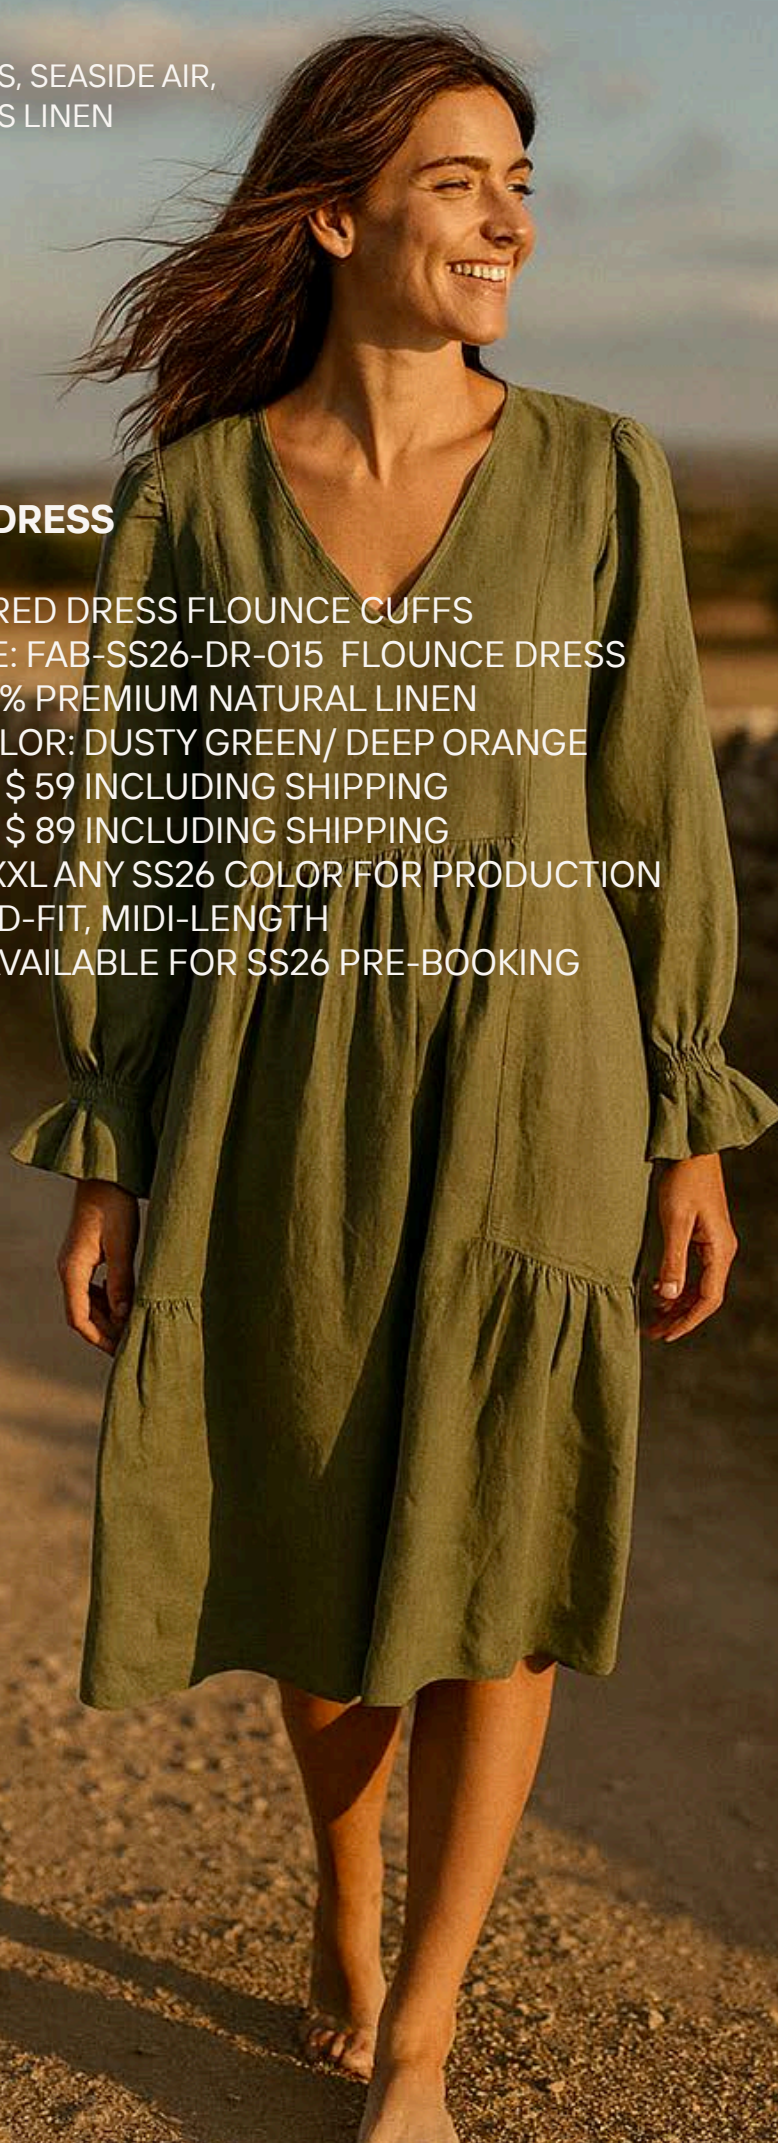 S, SEASIDE AIR,
S LINEN
DRESS
RED DRESS FLOUNCE CUFFS
E: FAB-SS26-DR-015 FLOUNCE DRESS
% PREMIUM NATURAL LINEN
LOR: DUSTY GREEN/ DEEP ORANGE
$ 59 INCLUDING SHIPPING
$ 89 INCLUDING SHIPPING
XXL ANY SS26 COLOR FOR PRODUCTION
D-FIT, MIDI-LENGTH
VAILABLE FOR SS26 PRE-BOOKING